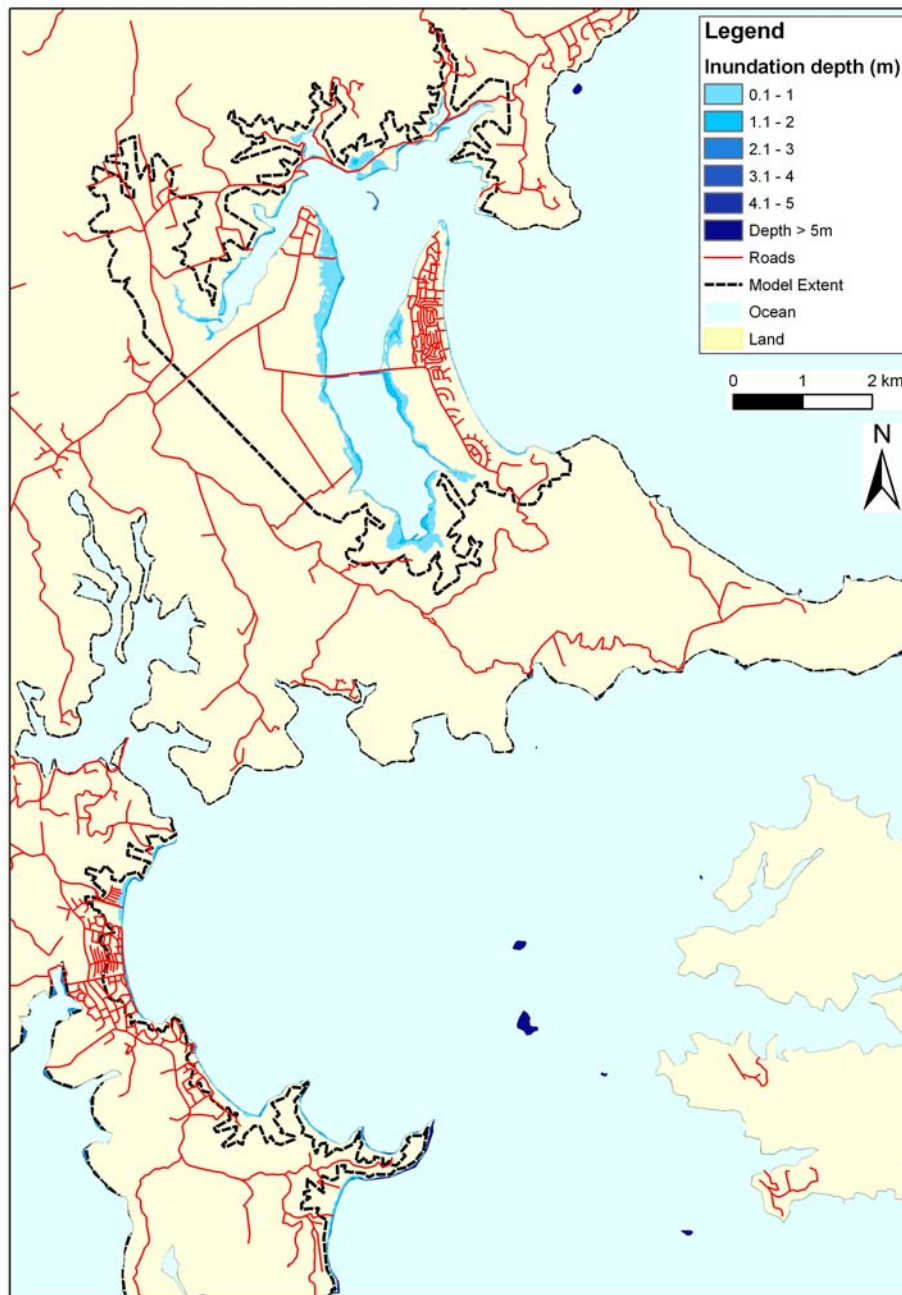 Legend
Inundation depth (m)
0.1 - 1
1.1 - 2
2.1 - 3
3.1 - 4
4.1 - 5
Depth > 5m
Roads
Model Extent
Ocean
Land
0 1 2 km
N